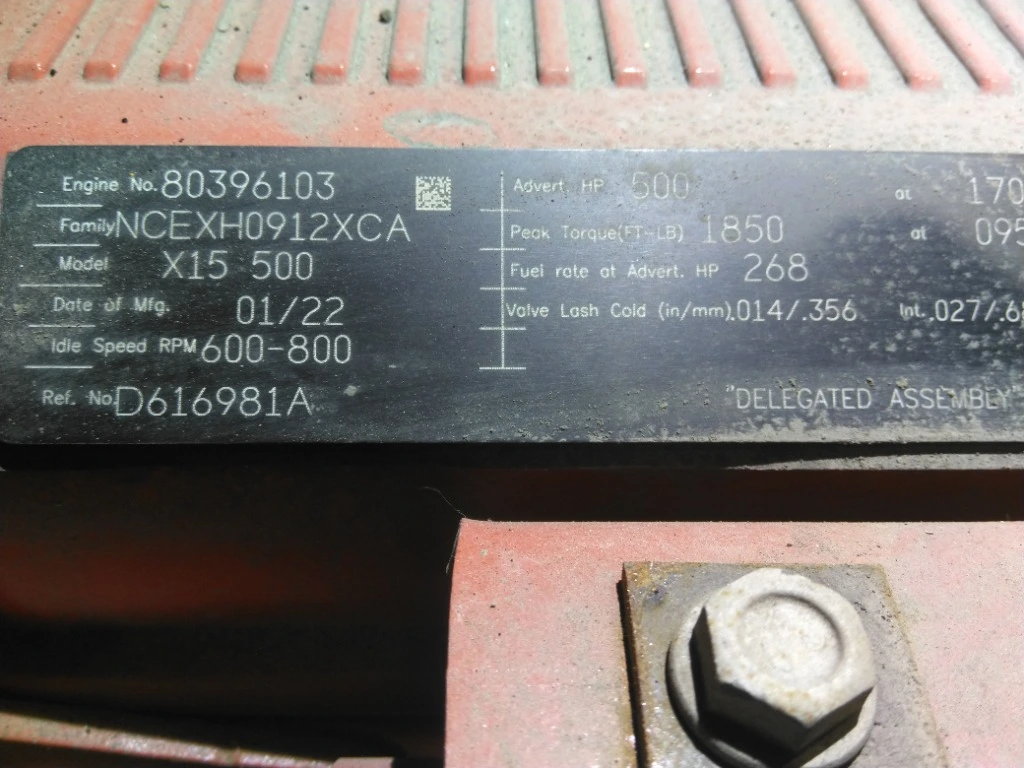 Engine No. 80396103
Family NCEXH0912XCA
Model X15 500
Date of Mfg. 01/22
Idle Speed RPM 600-800
Ref. No. D616981A
Advert. HP 500 at 170
Peak Torque(FT-LB) 1850 at 095
Fuel rate at Advert. HP 268
Valve Lash Cold (in/mm) .014/.356 Int. .027/.6
"DELEGATED ASSEMBLY"